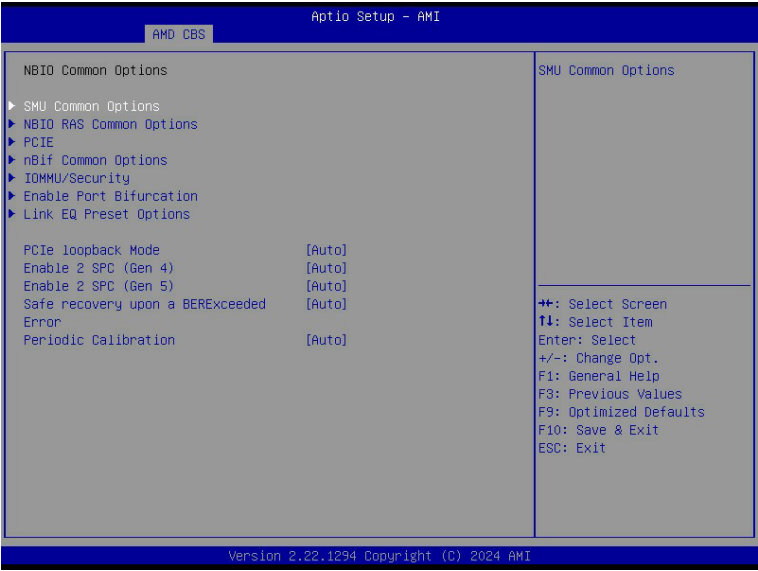 Aptio Setup – AMI
AMD CBS
NBIO Common Options
SMU Common Options
NBIO RAS Common Options
PCIE
nBif Common Options
IOMMU/Security
Enable Port Bifurcation
Link EQ Preset Options
PCIe loopback Mode [Auto]
Enable 2 SPC (Gen 4) [Auto]
Enable 2 SPC (Gen 5) [Auto]
Safe recovery upon a BERExceeded [Auto]
Error
Periodic Calibration [Auto]
SMU Common Options
→←: Select Screen
↑↓: Select Item
Enter: Select
+/-: Change Opt.
F1: General Help
F3: Previous Values
F9: Optimized Defaults
F10: Save & Exit
ESC: Exit
Version 2.22.1294 Copyright (C) 2024 AMI